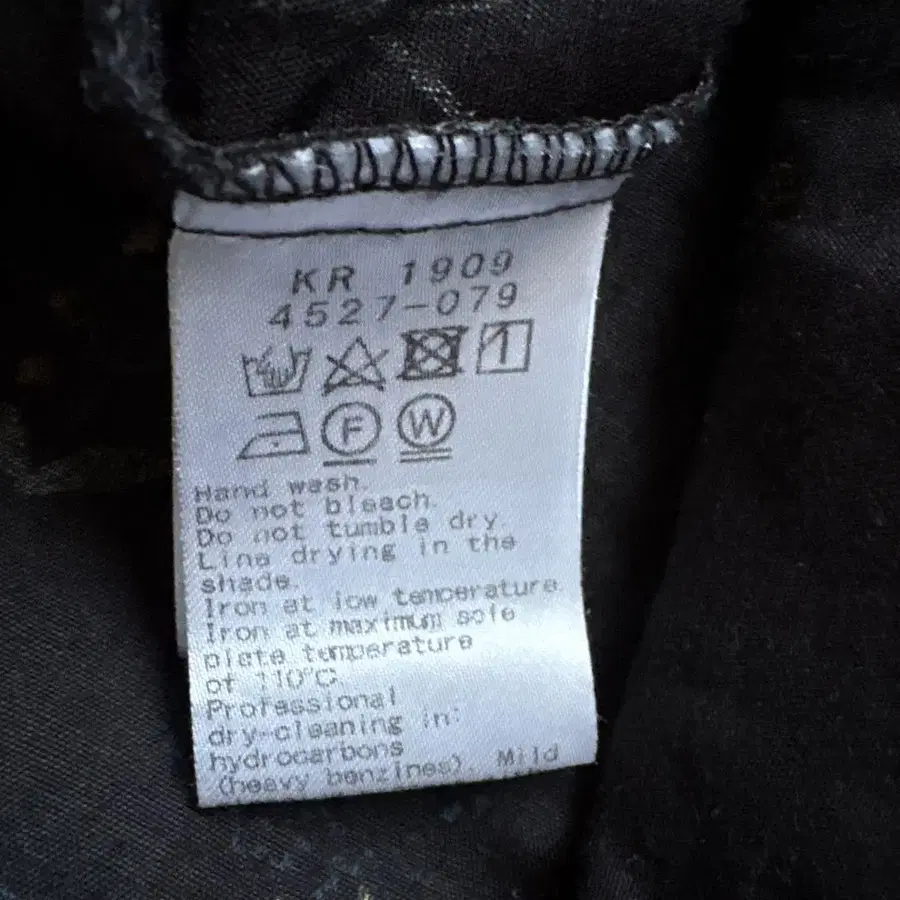 KR 1909
4527-079
F W
Hand wash.
Do not bleach.
Do not tumble dry.
Line drying in the
shade.
Iron at low temperature.
Iron at maximum sole
plate temperature
of 110°C.
Professional
dry-cleaning in:
hydrocarbons
(heavy benzines). Mild